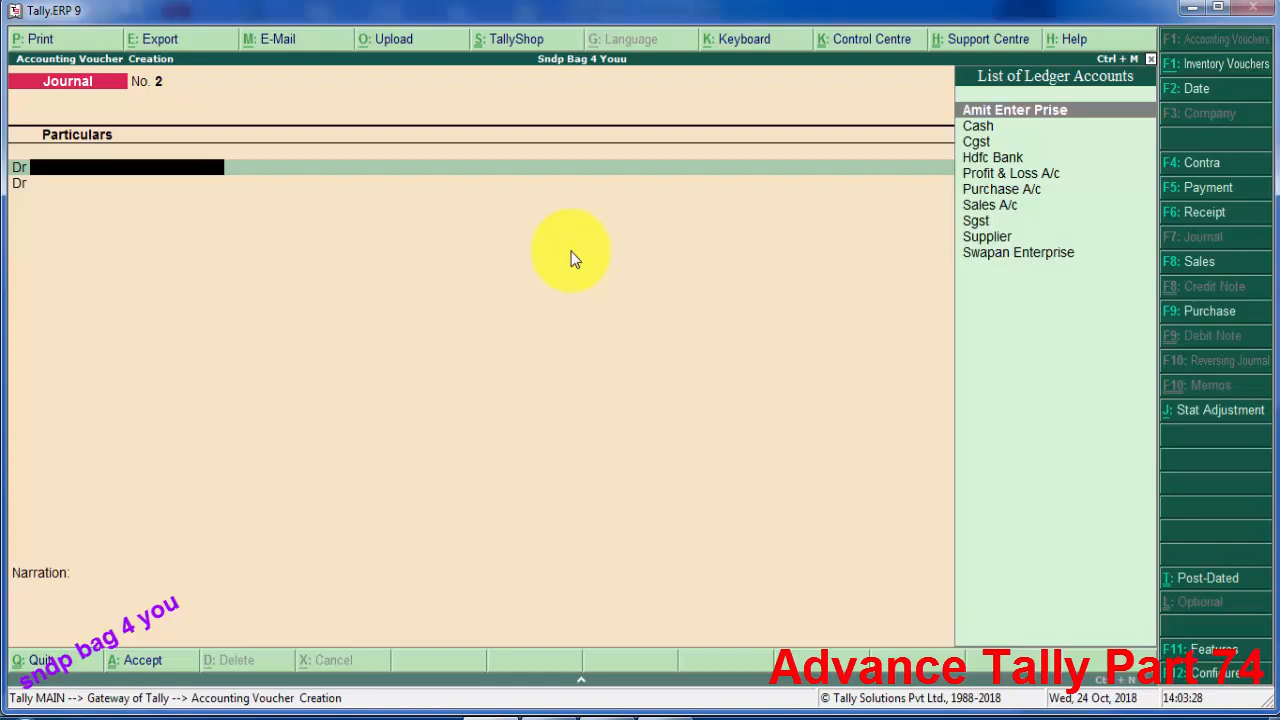 Tally.ERP 9
P: Print E: Export M: E-Mail O: Upload S: TallyShop G: Language K: Keyboard K: Control Centre H: Support Centre H: Help
Accounting Voucher Creation Sndp Bag 4 Youu Ctrl + M
Journal No. 2
Particulars
Dr
Dr
Narration:
List of Ledger Accounts
Amit Enter Prise
Cash
Cgst
Hdfc Bank
Profit & Loss A/c
Purchase A/c
Sales A/c
Sgst
Supplier
Swapan Enterprise
F1: Accounting Vouchers
F1: Inventory Vouchers
F2: Date
F3: Company
F4: Contra
F5: Payment
F6: Receipt
F7: Journal
F8: Sales
F8: Credit Note
F9: Purchase
F9: Debit Note
F10: Reversing Journal
F10: Memos
J: Stat Adjustment
T: Post-Dated
L: Optional
F11: Features
F12: Configure
sndp bag 4 you
Q: Quit A: Accept D: Delete X: Cancel
Advance Tally Part 74
Ctrl + N
Tally MAIN --> Gateway of Tally --> Accounting Voucher Creation © Tally Solutions Pvt Ltd., 1988-2018 Wed, 24 Oct, 2018 14:03:28